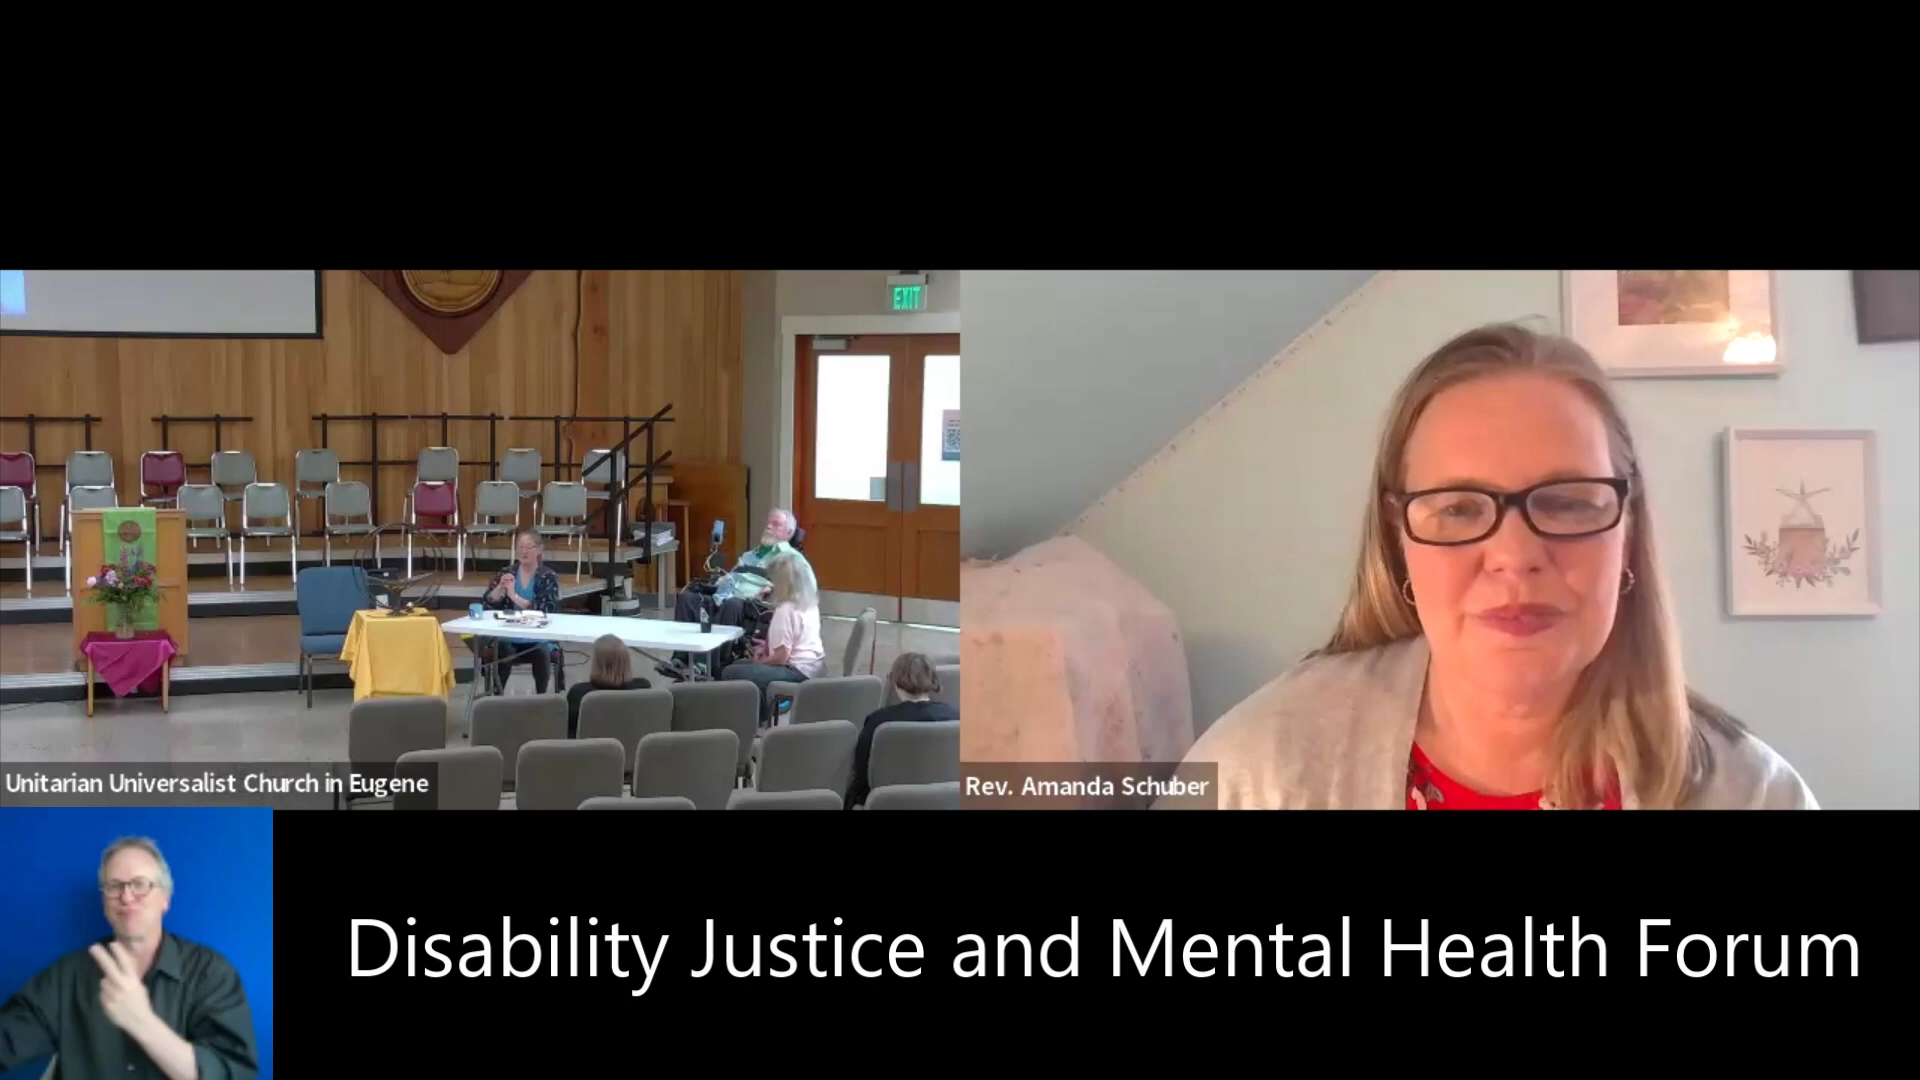 EXIT
Unitarian Universalist Church in Eugene
Rev. Amanda Schuber
Disability Justice and Mental Health Forum